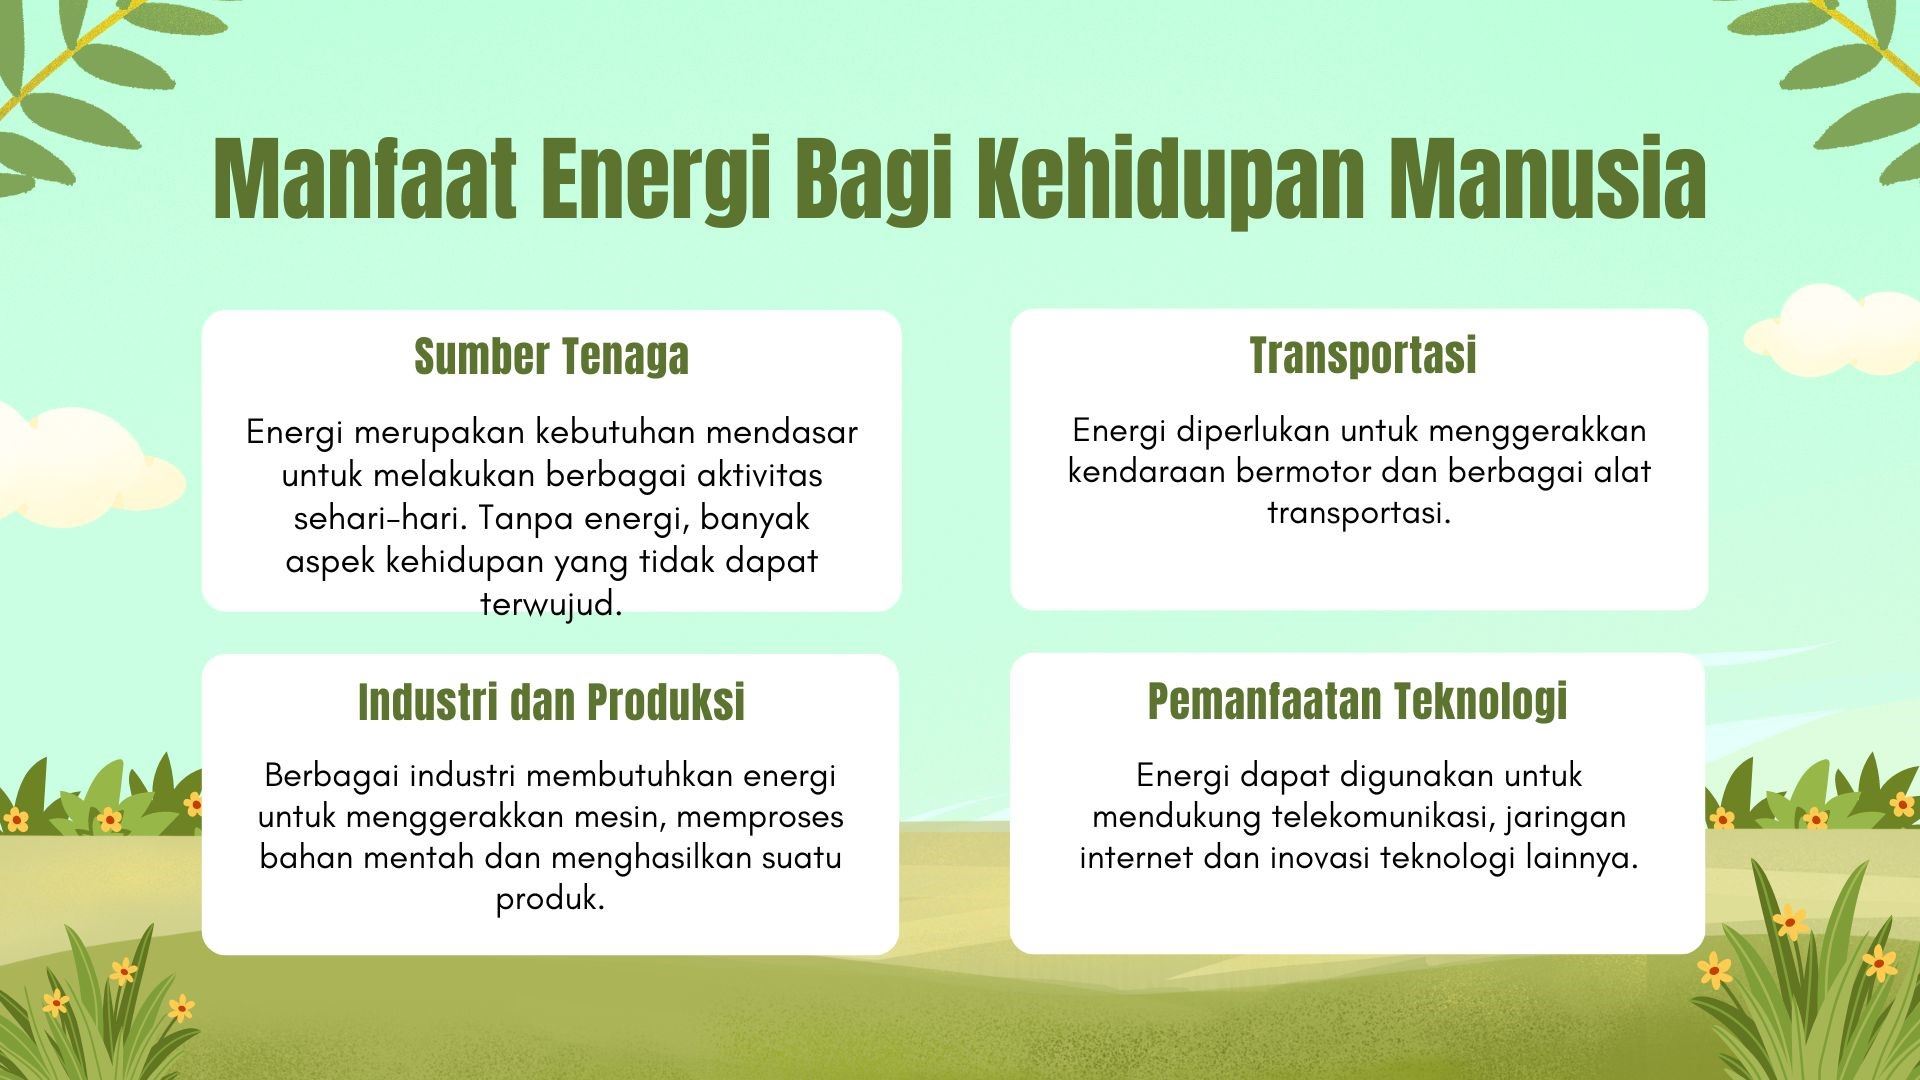 Manfaat Energi Bagi Kehidupan Manusia
Sumber Tenaga
Energi merupakan kebutuhan mendasar
untuk melakukan berbagai aktivitas
sehari-hari. Tanpa energi, banyak
aspek kehidupan yang tidak dapat
terwujud.
Transportasi
Energi diperlukan untuk menggerakkan
kendaraan bermotor dan berbagai alat
transportasi.
Industri dan Produksi
Berbagai industri membutuhkan energi
untuk menggerakkan mesin, memproses
bahan mentah dan menghasilkan suatu
produk.
Pemanfaatan Teknologi
Energi dapat digunakan untuk
mendukung telekomunikasi, jaringan
internet dan inovasi teknologi lainnya.